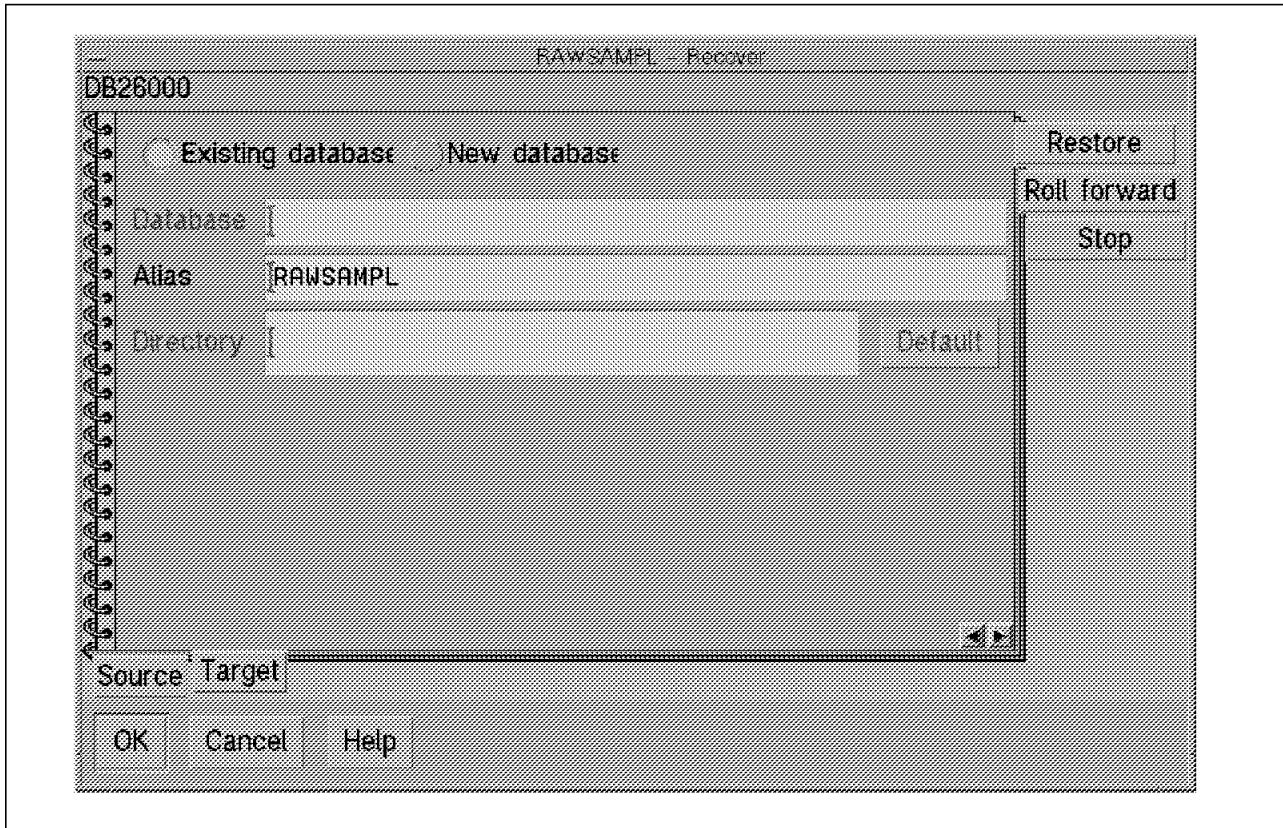 RAWSAMPL - Recover
DB26000
Existing database New database
Restore
Roll forward
Stop
Database
Alias RAWSAMPL
Directory Default
Source Target
OK Cancel Help